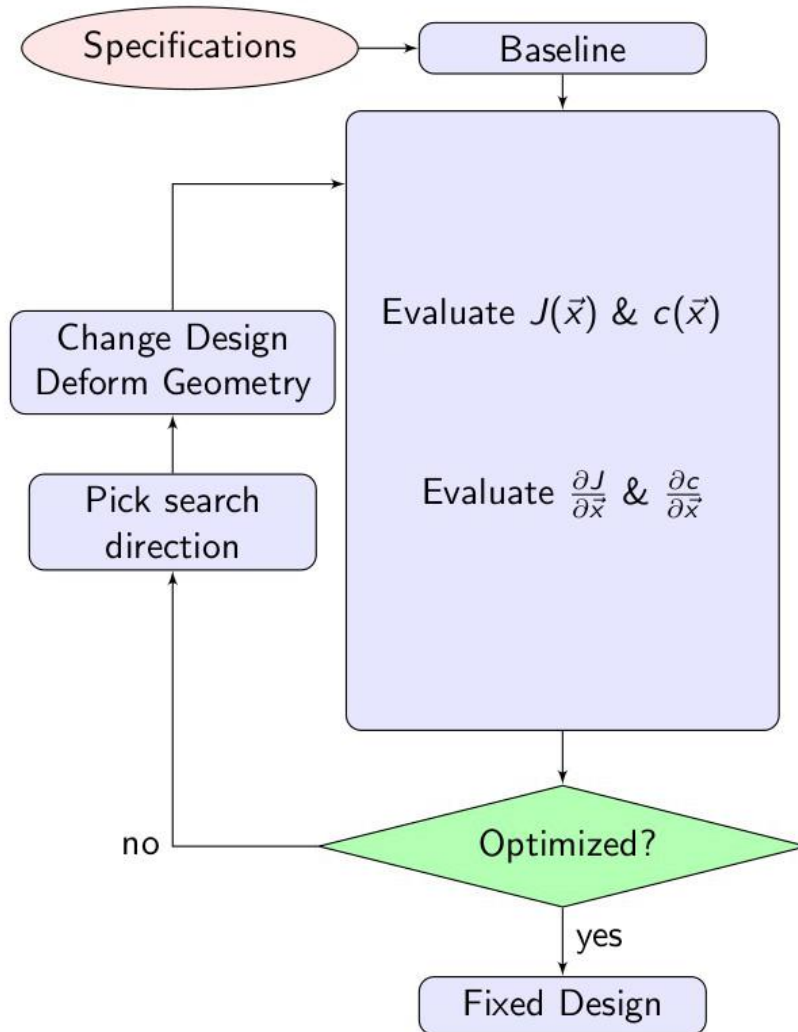 Specifications
Baseline
Evaluate J(x⃗) & c(x⃗)
Change Design
Deform Geometry
Evaluate ∂J/∂x⃗ & ∂c/∂x⃗
Pick search
direction
no
Optimized?
yes
Fixed Design